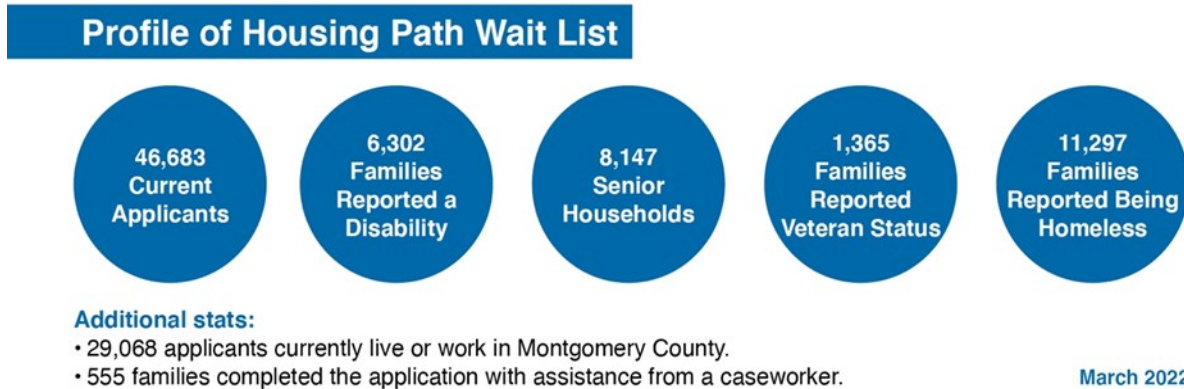 Profile of Housing Path Wait List
46,683
Current
Applicants
6,302
Families
Reported a
Disability
8,147
Senior
Households
1,365
Families
Reported
Veteran Status
11,297
Families
Reported Being
Homeless
Additional stats:
• 29,068 applicants currently live or work in Montgomery County.
• 555 families completed the application with assistance from a caseworker.
March 2022